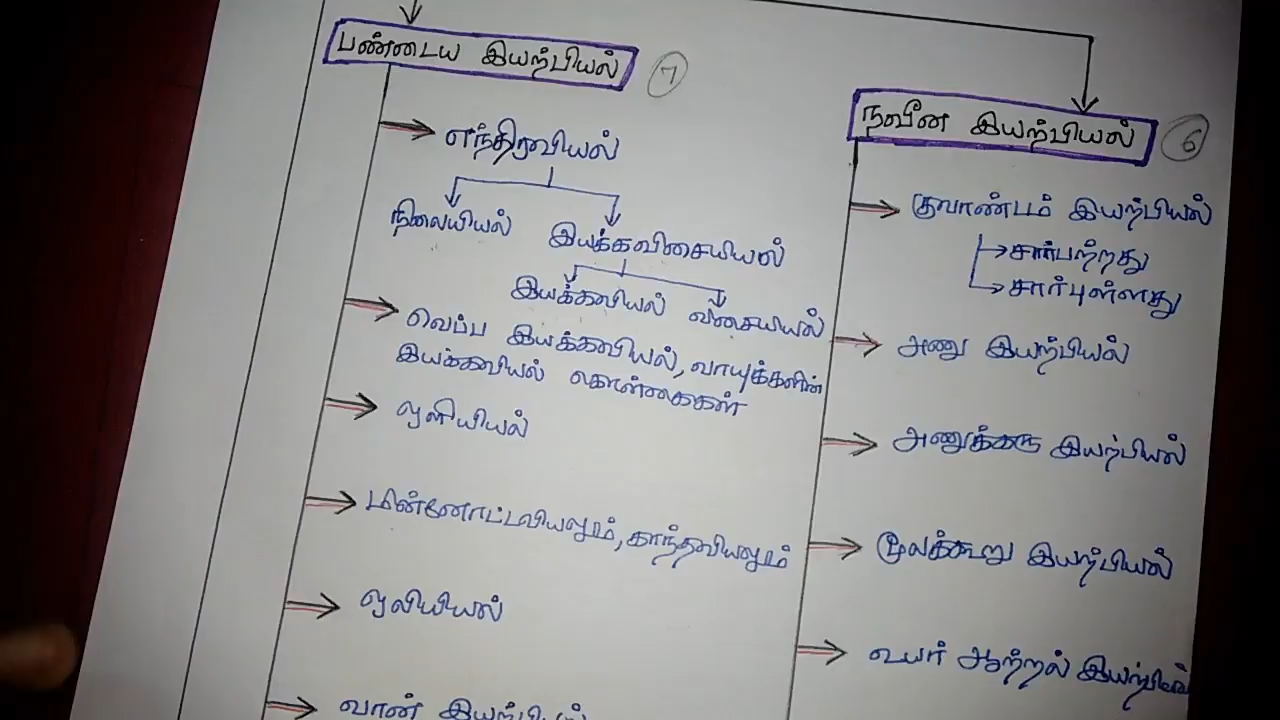 பண்டைய இயற்பியல் 7
எந்திரவியல்
நிலையியல் இயக்கவிசையியல்
இயக்கவியல் விசையியல்
வெப்ப இயக்கவியல், வாயுக்களின்
இயக்கவியல் கொள்கைகள்
ஒளியியல்
மின்னோட்டவியலும், காந்தவியலும்
ஒலியியல்
வான் இயற்பியல்
நவீன இயற்பியல் 6
குவாண்டம் இயற்பியல்
சார்பற்றது
சார்புள்ளது
அணு இயற்பியல்
அணுக்கரு இயற்பியல்
மூலக்கூறு இயற்பியல்
உயர் ஆற்றல் இயற்பியல்